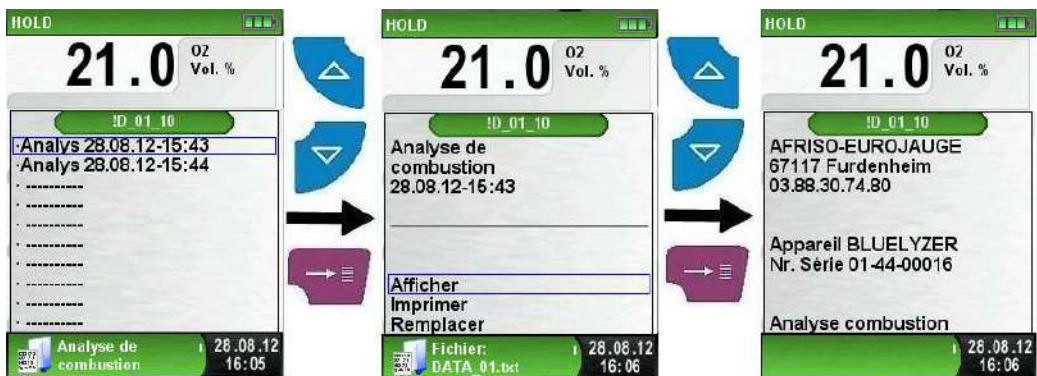 HOLD
21.0 O2
Vol. %
!D_01_10
·Analys 28.08.12-15:43
·Analys 28.08.12-15:44
· ----------
· ----------
· ----------
· ----------
· ----------
· ----------
· ----------
· ----------
Analyse de
combustion
28.08.12
16:05
HOLD
21.0 O2
Vol. %
!D_01_10
Analyse de
combustion
28.08.12-15:43
Afficher
Imprimer
Remplacer
Fichier:
DATA_01.txt
28.08.12
16:06
HOLD
21.0 O2
Vol. %
!D_01_10
AFRISO-EUROJAUGE
67117 Furdenheim
03.88.30.74.80
Appareil BLUELYZER
Nr. Série 01-44-00016
Analyse combustion
28.08.12
16:06